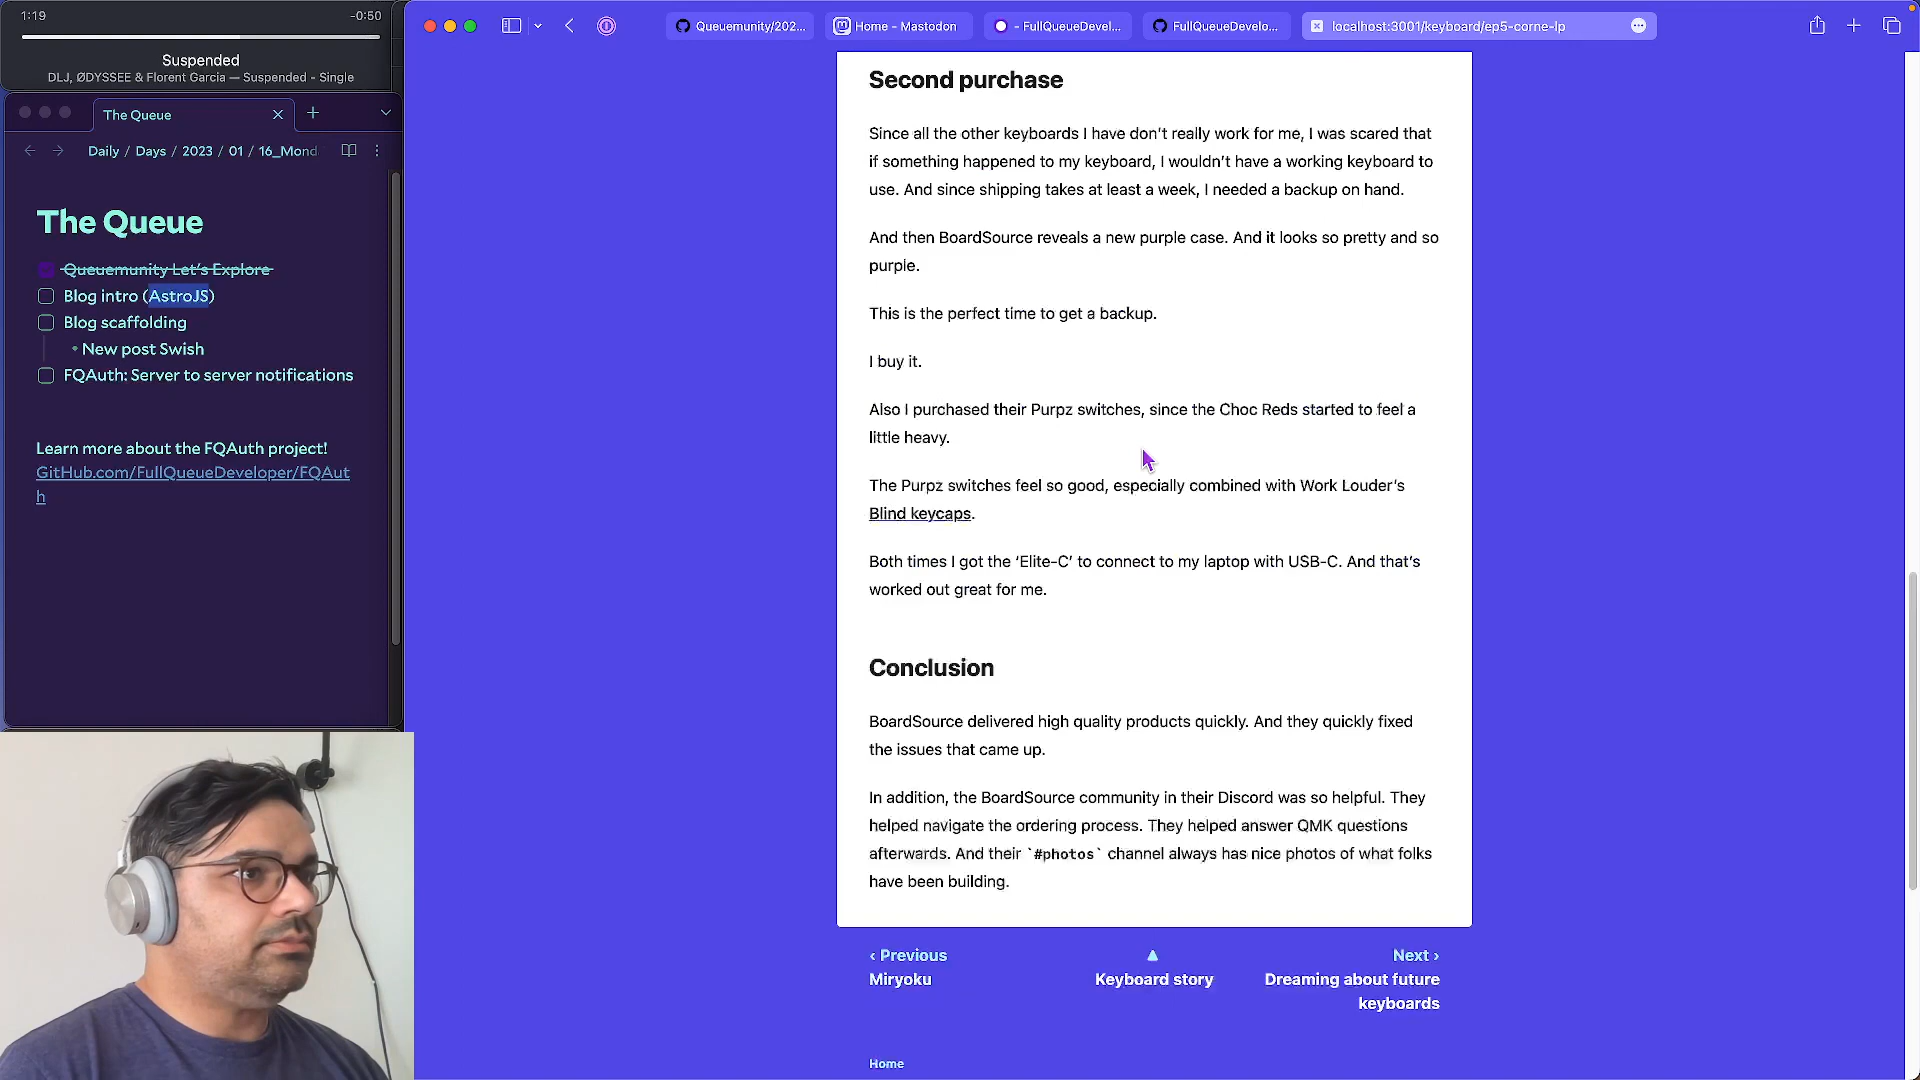 1:19
-0:50
Suspended
DLJ, ØDYSSEE & Florent Garcia — Suspended - Single
The Queue
Daily / Days / 2023 / 01 / 16_Mond
The Queue
Queuemunity Let's Explore
Blog intro (AstroJS)
Blog scaffolding
• New post Swish
FQAuth: Server to server notifications
Learn more about the FQAuth project!
GitHub.com/FullQueueDeveloper/FQAut
h
Queuemunity/202...
Home - Mastodon
- FullQueueDevel...
FullQueueDevelo...
localhost:3001/keyboard/ep5-corne-lp
Second purchase
Since all the other keyboards I have don't really work for me, I was scared that
if something happened to my keyboard, I wouldn't have a working keyboard to
use. And since shipping takes at least a week, I needed a backup on hand.
And then BoardSource reveals a new purple case. And it looks so pretty and so
purple.
This is the perfect time to get a backup.
I buy it.
Also I purchased their Purpz switches, since the Choc Reds started to feel a
little heavy.
The Purpz switches feel so good, especially combined with Work Louder's
Blind keycaps.
Both times I got the ‘Elite-C’ to connect to my laptop with USB-C. And that's
worked out great for me.
Conclusion
BoardSource delivered high quality products quickly. And they quickly fixed
the issues that came up.
In addition, the BoardSource community in their Discord was so helpful. They
helped navigate the ordering process. They helped answer QMK questions
afterwards. And their `#photos` channel always has nice photos of what folks
have been building.
‹ Previous
Miryoku
▲
Keyboard story
Next ›
Dreaming about future
keyboards
Home